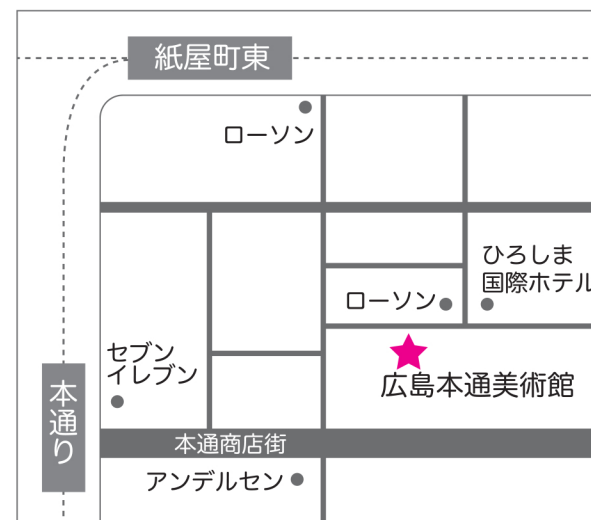 紙屋町東
ローソン
ひろしま
国際ホテル
ローソン
セブン
イレブン
広島本通美術館
本通り
本通商店街
アンデルセン